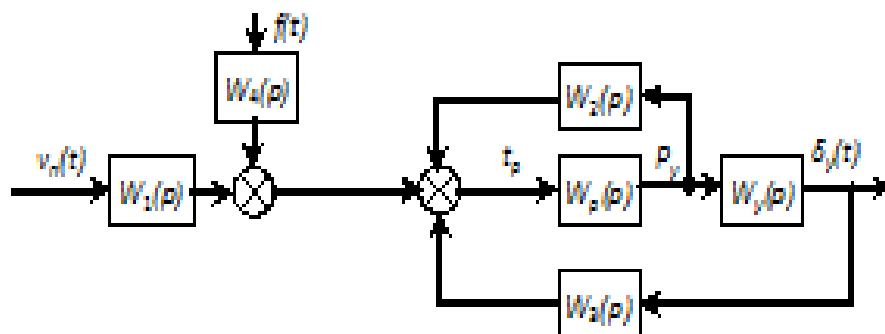 f(t)
W₄(p)
W₂(p)
vₙ(t)
W₁(p)
tₚ
Wₚ(p)
Pᵧ
Wᵧ(p)
δᵧ(t)
W₃(p)